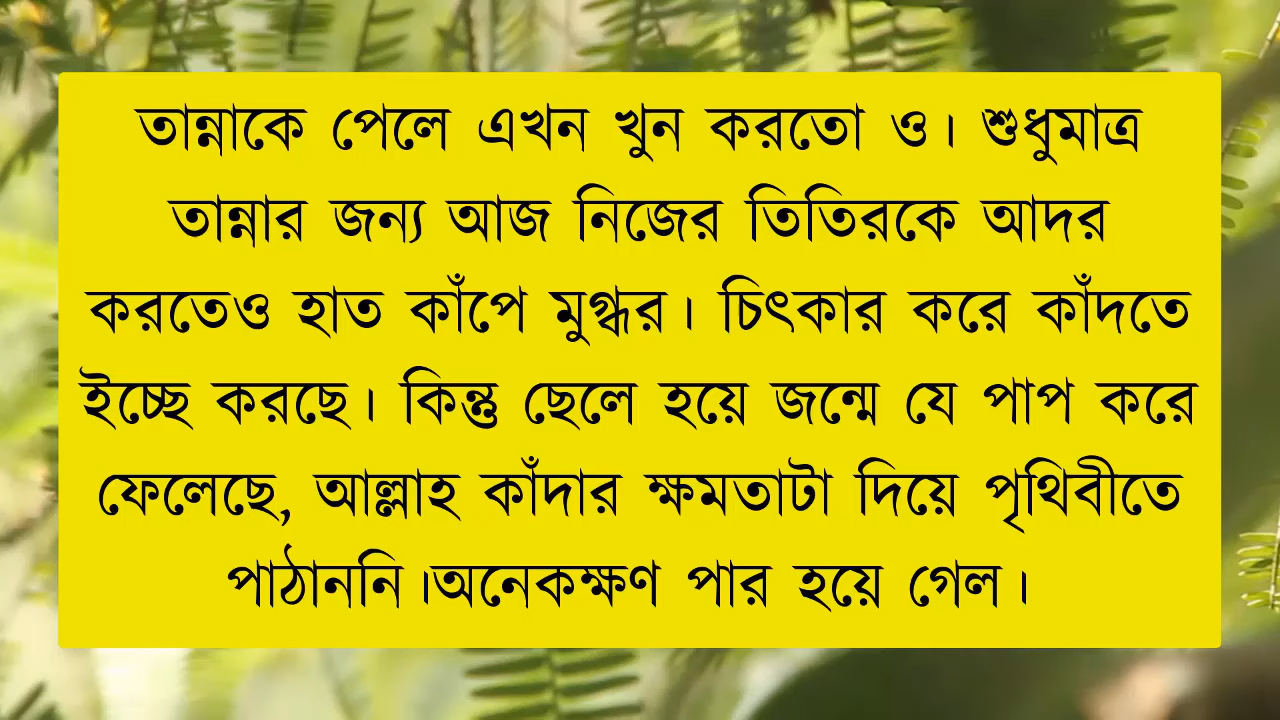 তান্নাকে পেলে এখন খুন করতো ও। শুধুমাত্র
তান্নার জন্য আজ নিজের তিতিরকে আদর
করতেও হাত কাঁপে মুগ্ধর। চিৎকার করে কাঁদতে
ইচ্ছে করছে। কিন্তু ছেলে হয়ে জন্মে যে পাপ করে
ফেলেছে, আল্লাহ কাঁদার ক্ষমতাটা দিয়ে পৃথিবীতে
পাঠাননি।অনেকক্ষণ পার হয়ে গেল।